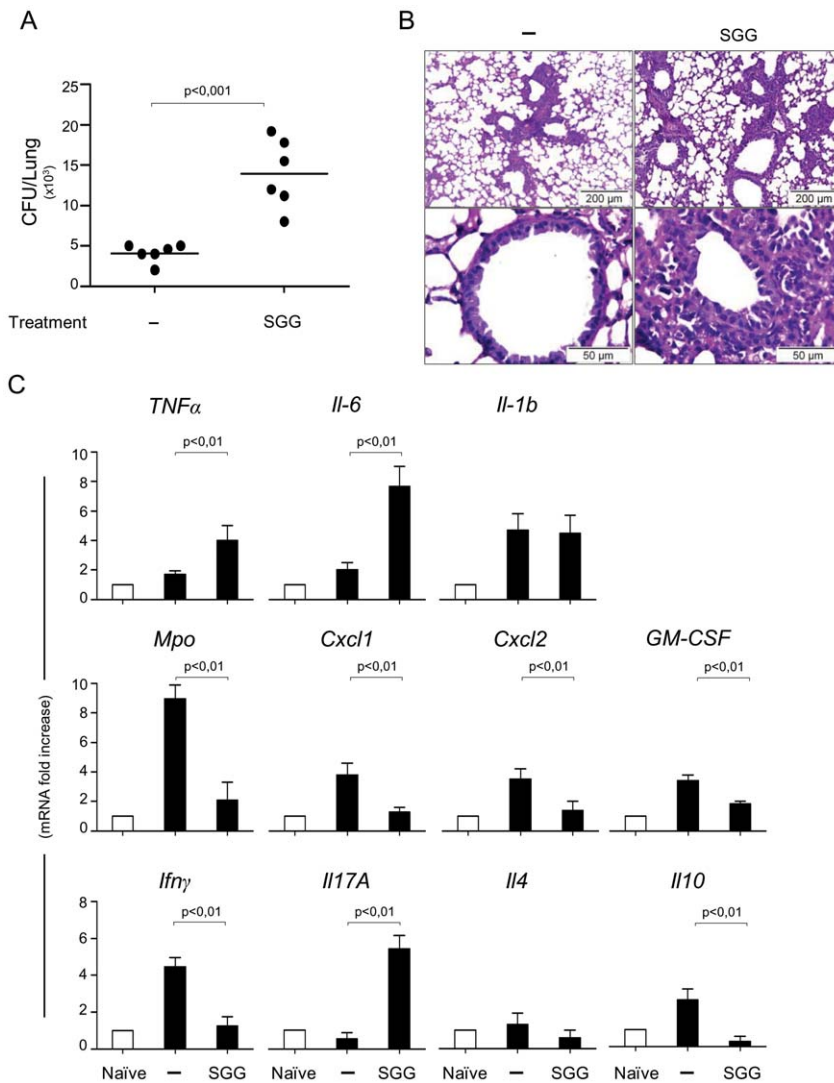 A
p<0,001
25
20
15
10
5
0
CFU/Lung
(x10³)
Treatment
–
SGG
B
–
SGG
200 µm
200 µm
50 µm
50 µm
C
TNFα
Il-6
Il-1b
p<0,01
p<0,01
10
8
6
4
2
0
Mpo
Cxcl1
Cxcl2
GM-CSF
p<0,01
p<0,01
p<0,01
p<0,01
10
8
6
4
2
0
(mRNA fold increase)
Ifnγ
Il17A
Il4
Il10
p<0,01
p<0,01
p<0,01
8
6
4
2
0
Naïve – SGG
Naïve – SGG
Naïve – SGG
Naïve – SGG